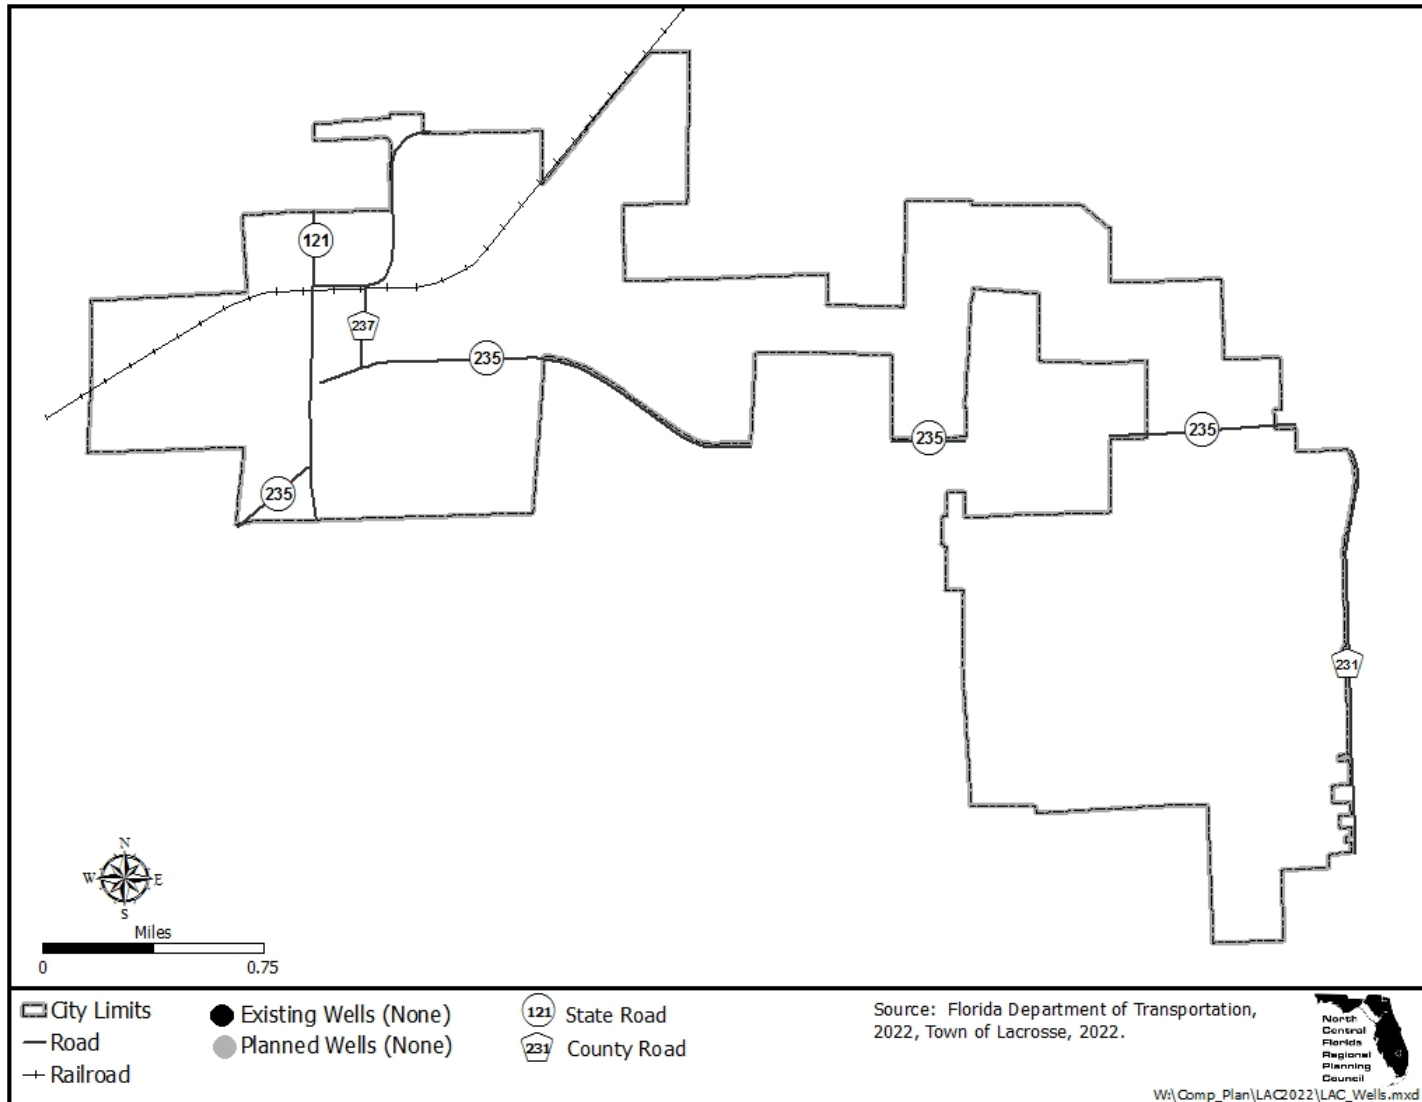 121
237
235
235
235
235
231
N
W E
S
Miles
0 0.75
City Limits
Road
Railroad
Existing Wells (None)
Planned Wells (None)
121 State Road
231 County Road
Source: Florida Department of Transportation,
2022, Town of Lacrosse, 2022.
North
Central
Florida
Regional
Planning
Council
W:\Comp_Plan\LAC2022\LAC_Wells.mxd